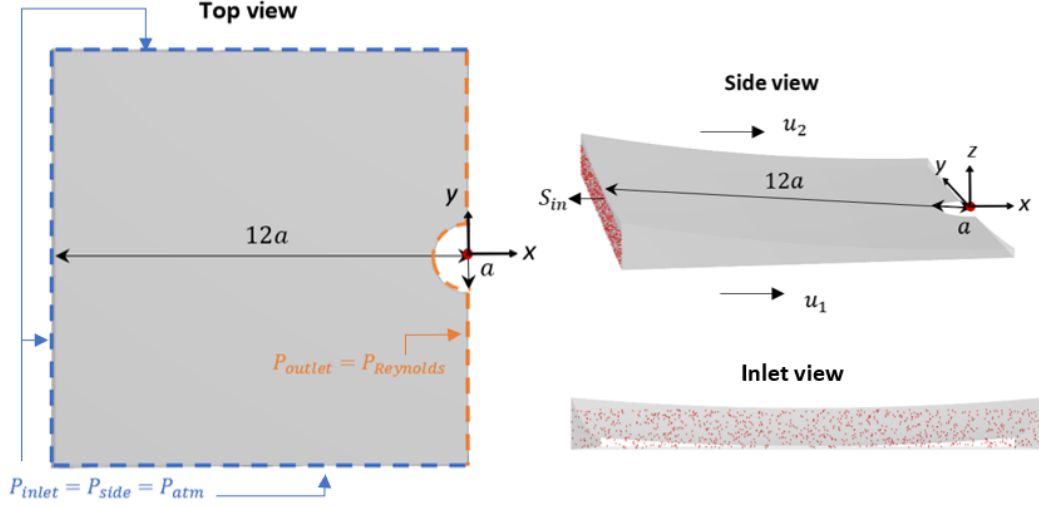 Top view
12a
y
x
a
P_outlet = P_Reynolds
P_inlet = P_side = P_atm
Side view
u_2
S_in
12a
y
z
x
a
u_1
Inlet view